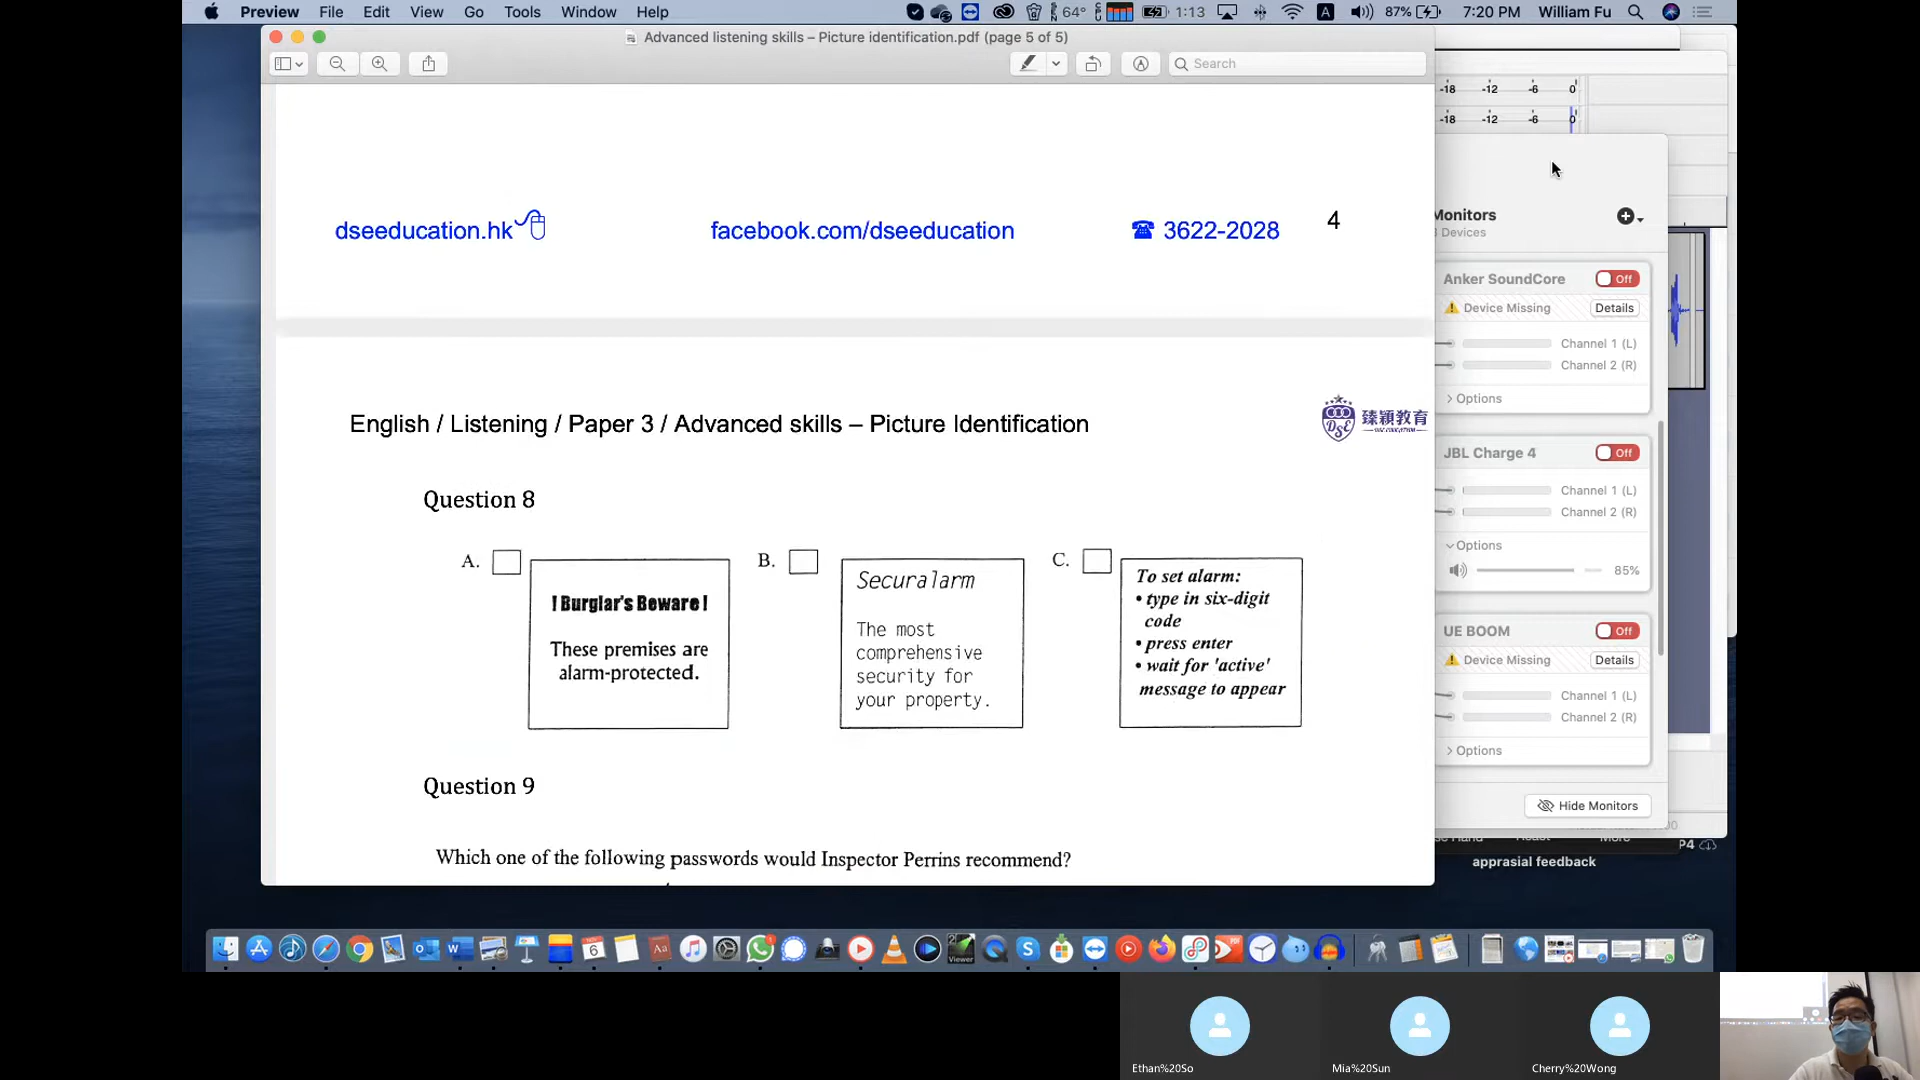 Preview File Edit View Go Tools Window Help
64° 1:13 A 87% 7:20 PM William Fu
Advanced listening skills – Picture identification.pdf (page 5 of 5)
Search
-18 -12 -6 0
-18 -12 -6 0
dseeducation.hk facebook.com/dseeducation ☎ 3622-2028 4
English / Listening / Paper 3 / Advanced skills – Picture Identification
DSE 臻穎教育
Question 8
A.
! Burglar's Beware !
These premises are
alarm-protected.
B.
Securalarm
The most
comprehensive
security for
your property.
C.
To set alarm:
• type in six-digit
code
• press enter
• wait for 'active'
message to appear
Question 9
Which one of the following passwords would Inspector Perrins recommend?
Monitors
Devices
Anker SoundCore Off
Device Missing Details
Channel 1 (L)
Channel 2 (R)
Options
JBL Charge 4 Off
Channel 1 (L)
Channel 2 (R)
Options
85%
UE BOOM Off
Device Missing Details
Channel 1 (L)
Channel 2 (R)
Options
Hide Monitors
P4
apprasial feedback
Ethan%20So
Mia%20Sun
Cherry%20Wong